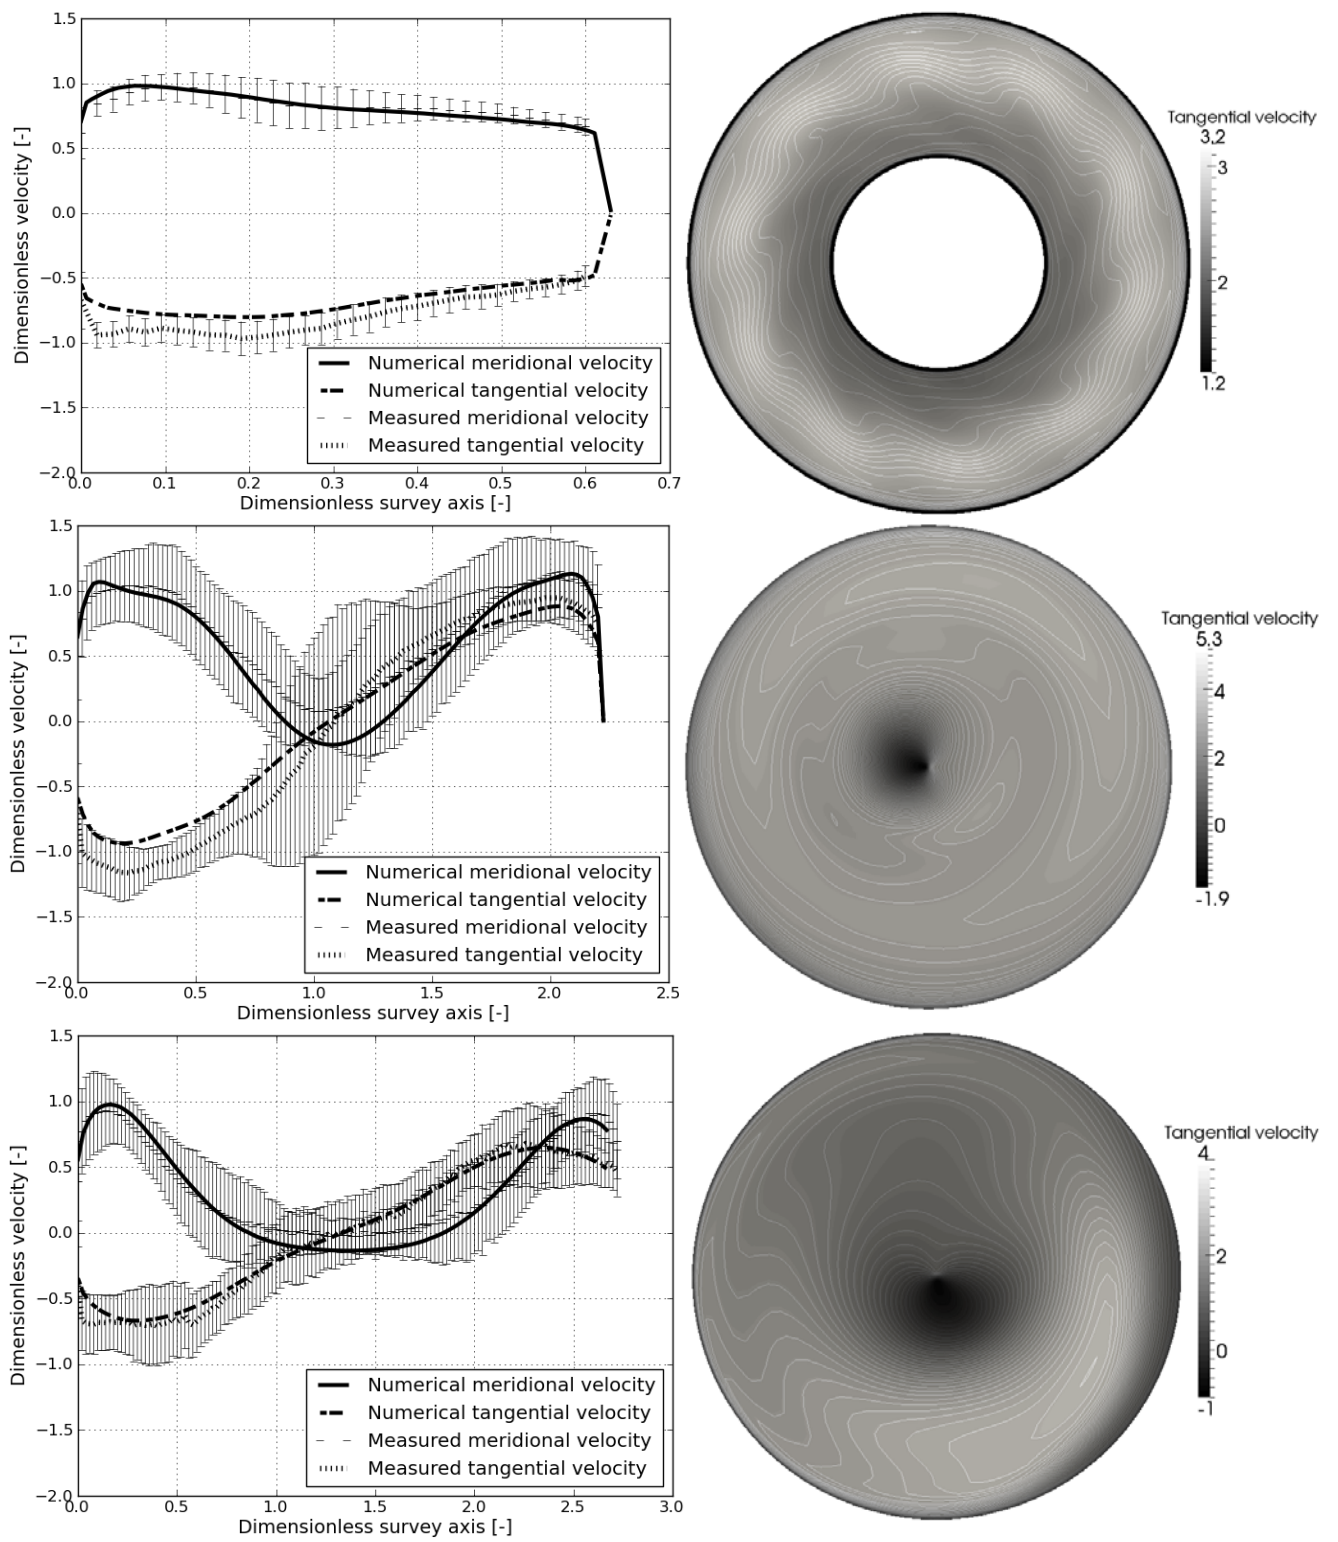 1.5
1.0
0.5
0.0
−0.5
−1.0
−1.5
−2.0
Dimensionless velocity [-]
Numerical meridional velocity
Numerical tangential velocity
Measured meridional velocity
Measured tangential velocity
0.0 0.1 0.2 0.3 0.4 0.5 0.6 0.7
Dimensionless survey axis [-]
Tangential velocity
3.2
3
2
1.2
1.5
1.0
0.5
0.0
−0.5
−1.0
−1.5
−2.0
Dimensionless velocity [-]
Numerical meridional velocity
Numerical tangential velocity
Measured meridional velocity
Measured tangential velocity
0.0 0.5 1.0 1.5 2.0 2.5
Dimensionless survey axis [-]
Tangential velocity
5.3
4
2
0
-1.9
1.5
1.0
0.5
0.0
−0.5
−1.0
−1.5
−2.0
Dimensionless velocity [-]
Numerical meridional velocity
Numerical tangential velocity
Measured meridional velocity
Measured tangential velocity
0.0 0.5 1.0 1.5 2.0 2.5 3.0
Dimensionless survey axis [-]
Tangential velocity
4
2
0
-1